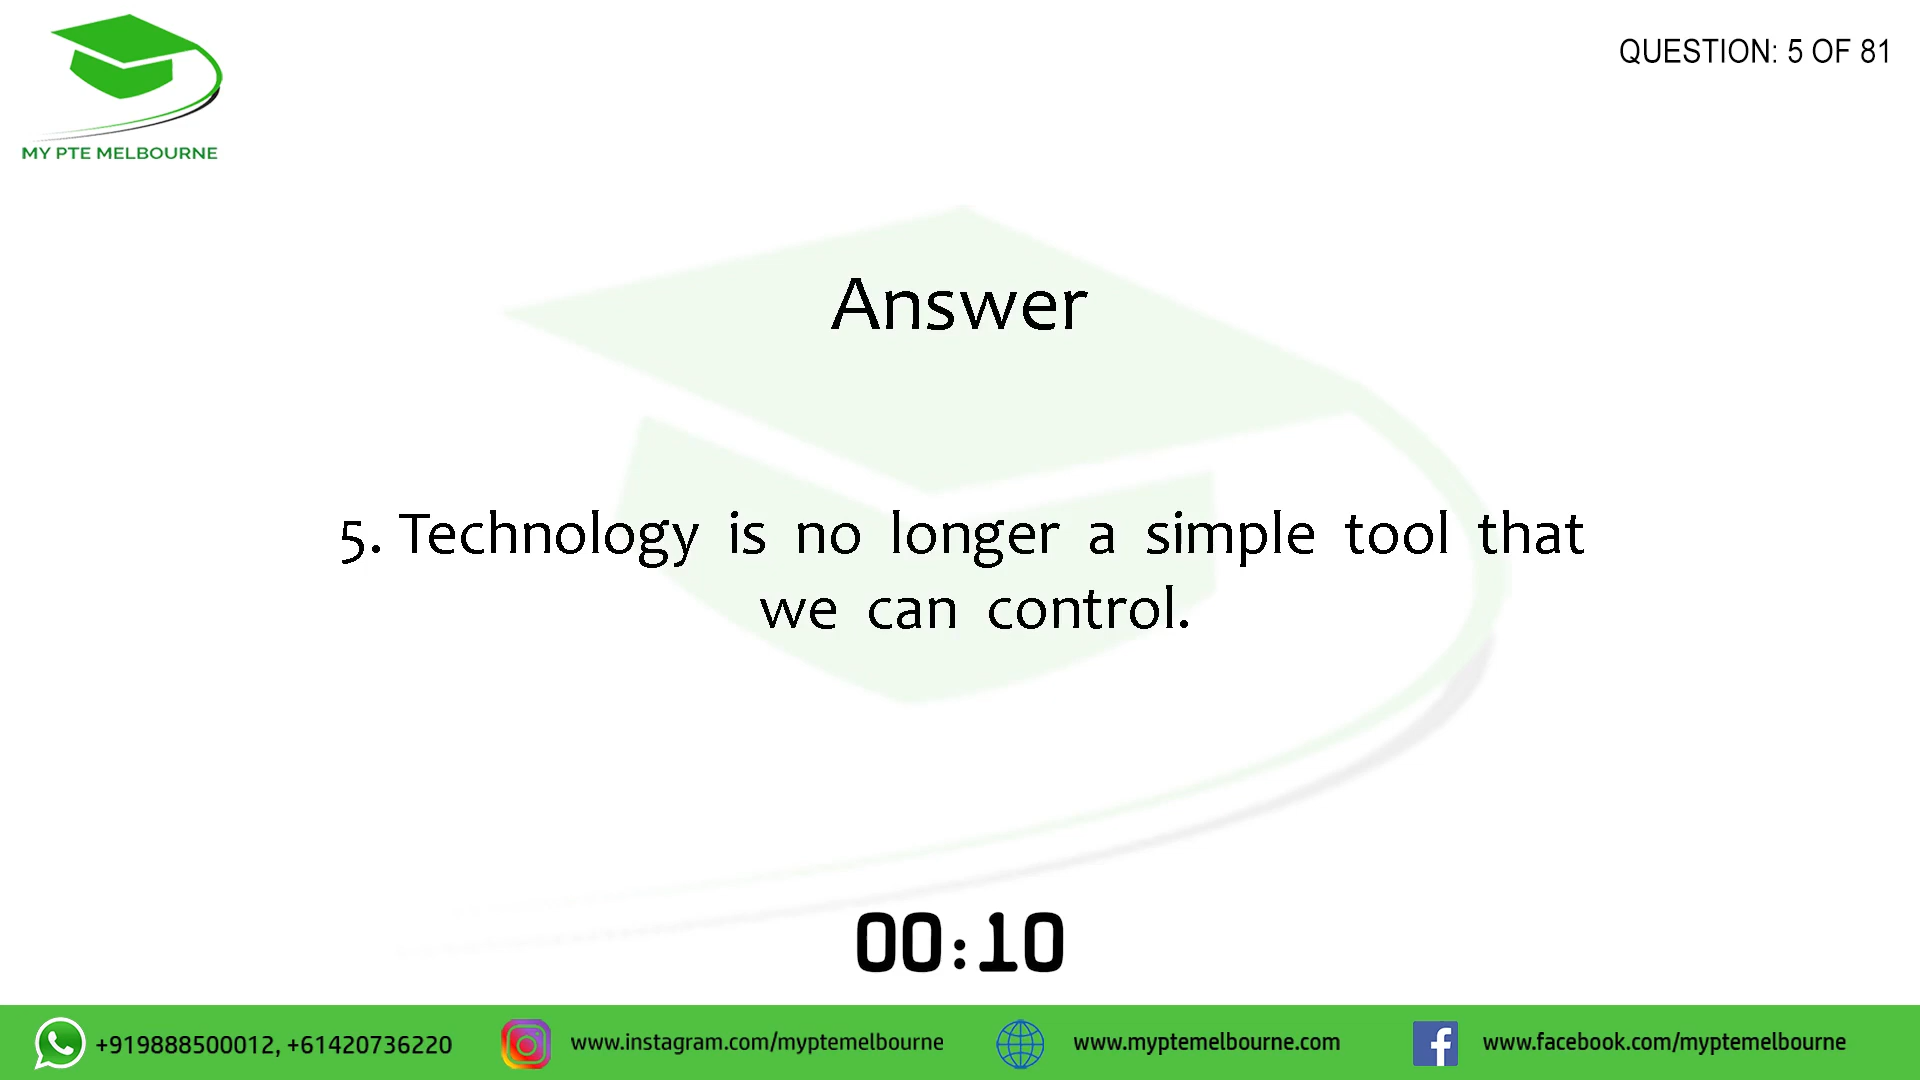 QUESTION: 5 OF 81
MY PTE MELBOURNE
Answer
5. Technology is no longer a simple tool that
we can control.
00:10
+919888500012, +61420736220 www.instagram.com/myptemelbourne www.myptemelbourne.com www.facebook.com/myptemelbourne